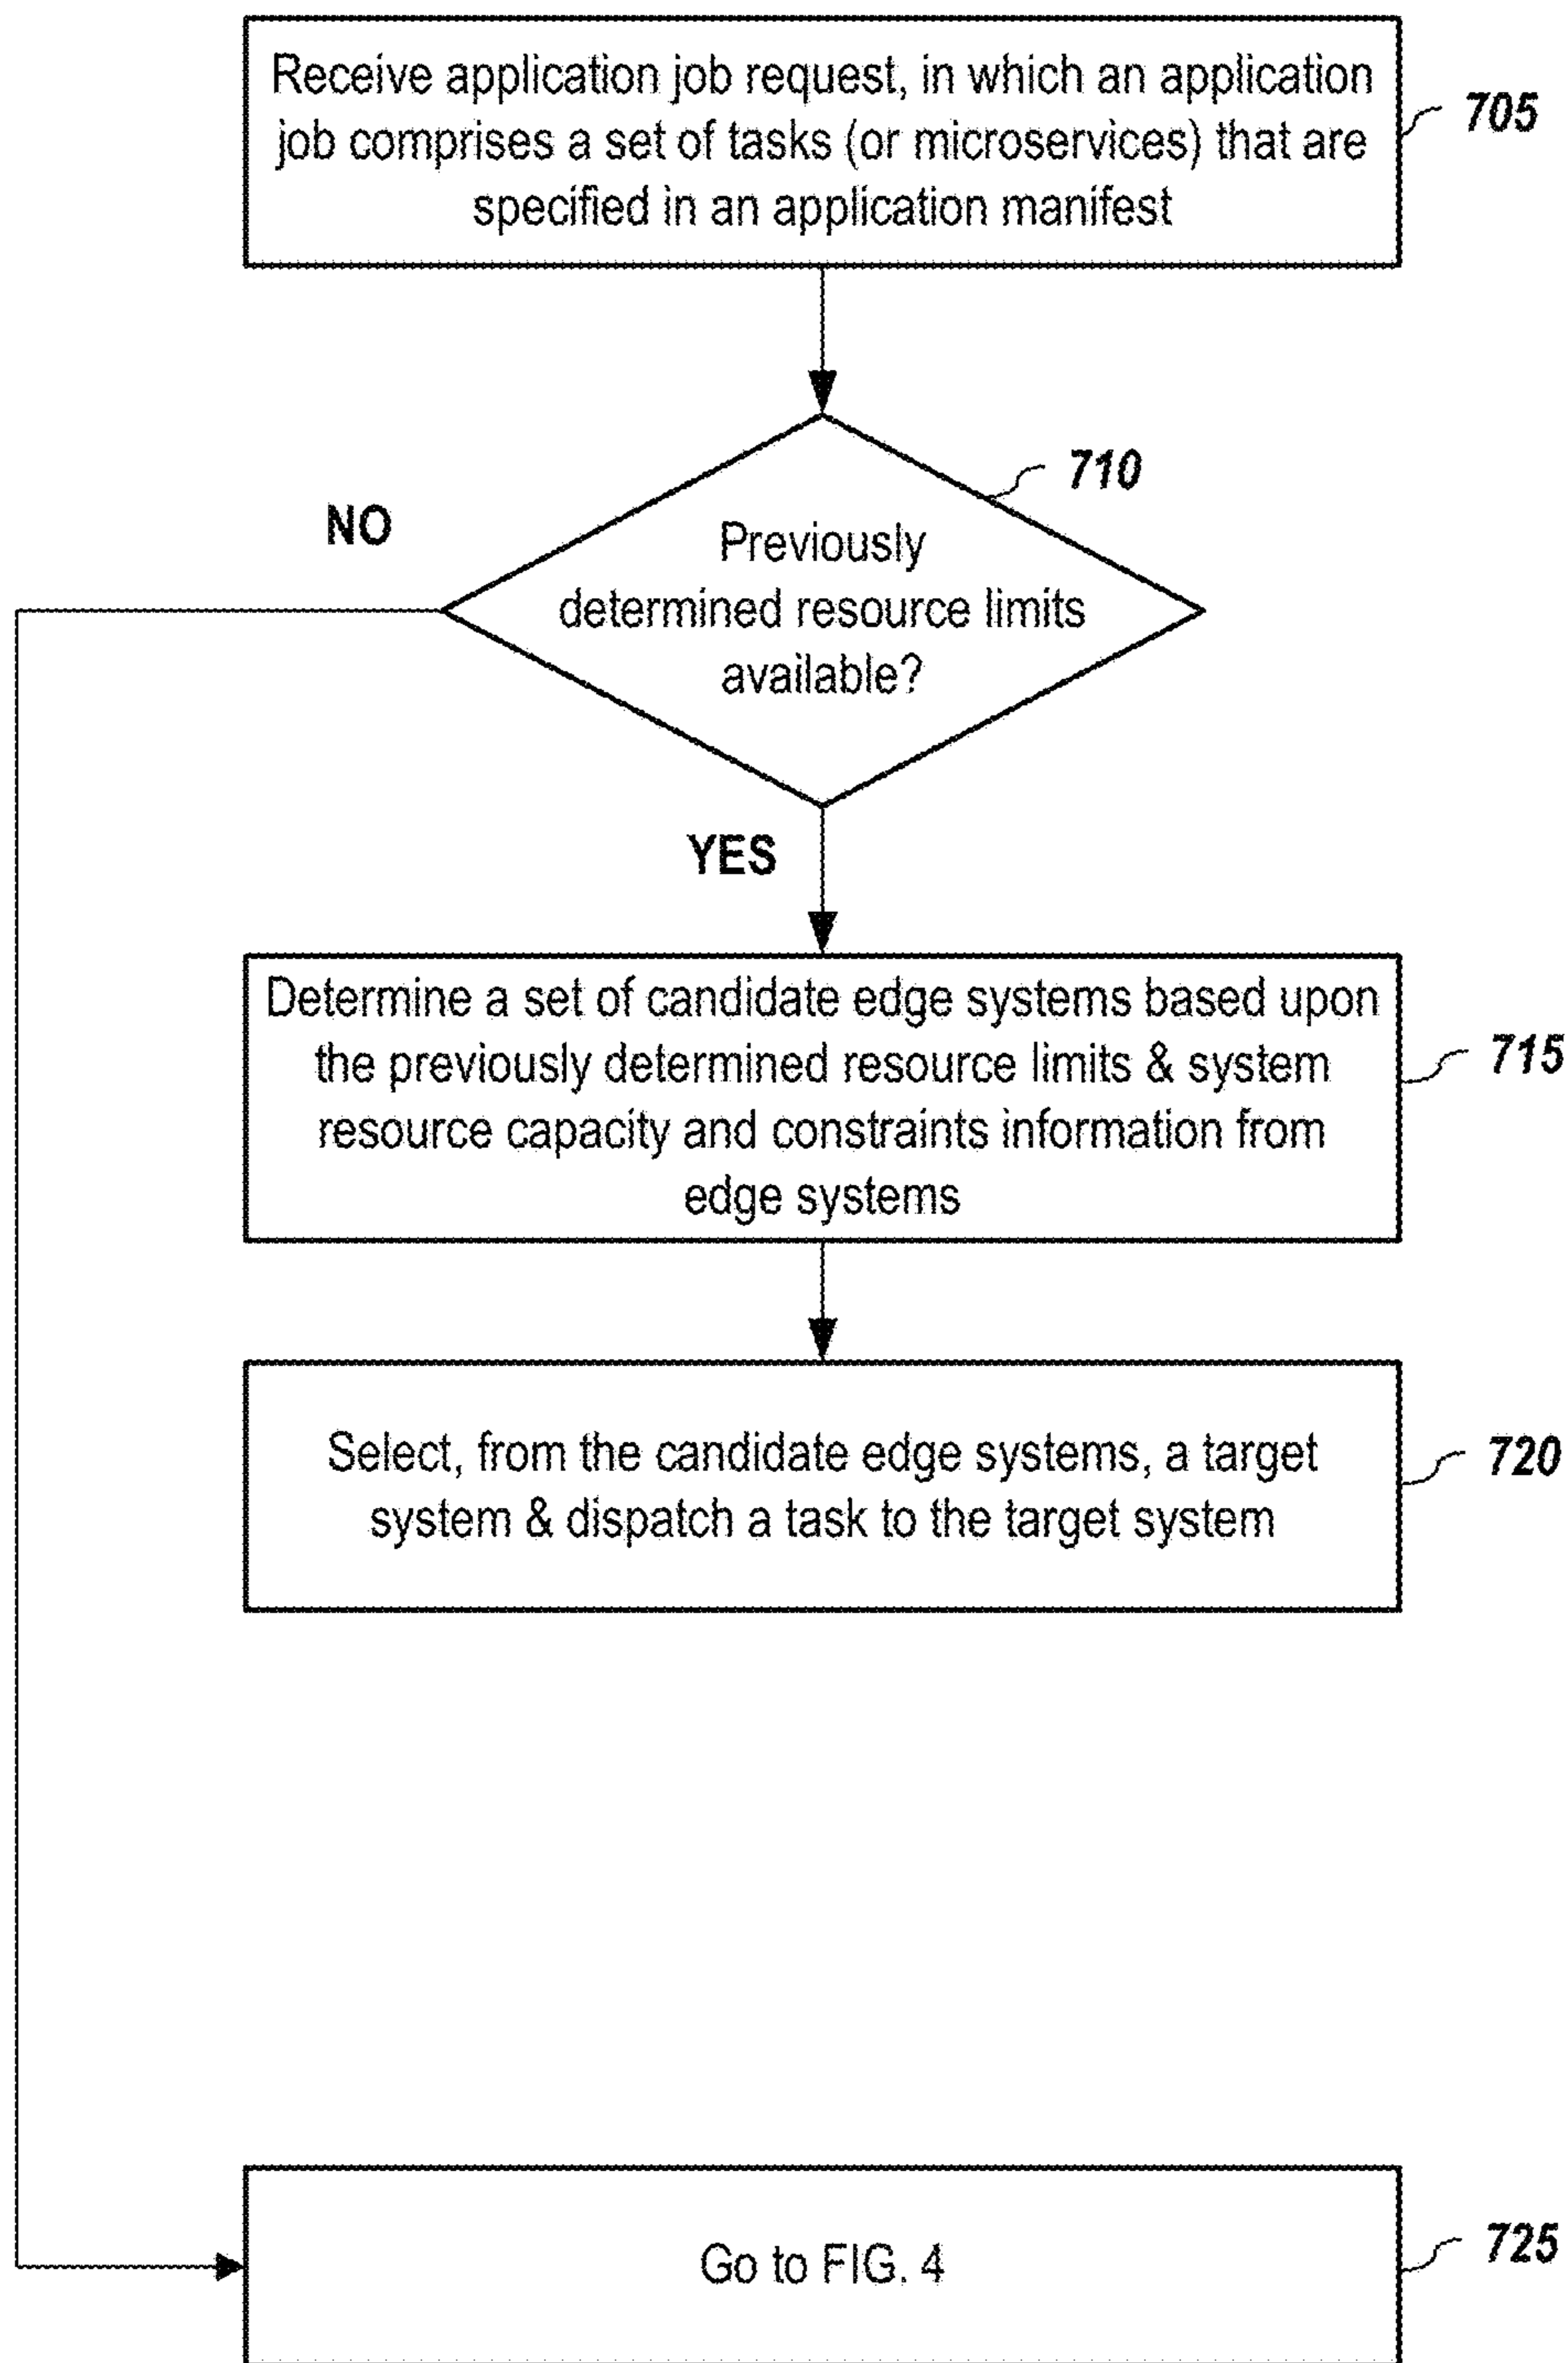 Receive application job request, in which an application
job comprises a set of tasks (or microservices) that are
specified in an application manifest
705
710
NO
Previously
determined resource limits
available?
YES
Determine a set of candidate edge systems based upon
the previously determined resource limits & system
resource capacity and constraints information from
edge systems
715
Select, from the candidate edge systems, a target
system & dispatch a task to the target system
720
Go to FIG. 4
725